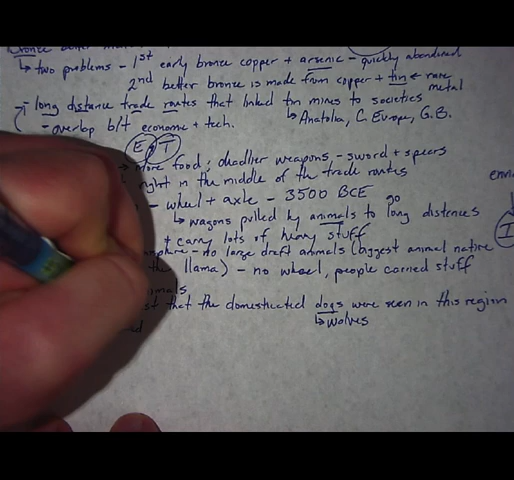 Bronze better
↳ two problems - 1st early bronze copper + arsenic - quickly abandoned
2nd better bronze is made from copper + tin ← rare metal
- long distance trade routes that linked tin mines to societies
↳ Anatolia, C. Europe, G.B.
- overlap b/t economy + tech.
E T
→ more food, deadlier weapons, - sword + spears
right in the middle of the trade routes
- wheel + axle - 3500 BCE
↳ wagons pulled by animals to go long distances
+ carry lots of heavy stuff
- no large draft animals (biggest animal native
llama) - no wheel, people carried stuff
that the domesticated dogs were seen in this region
↳ wolves
I